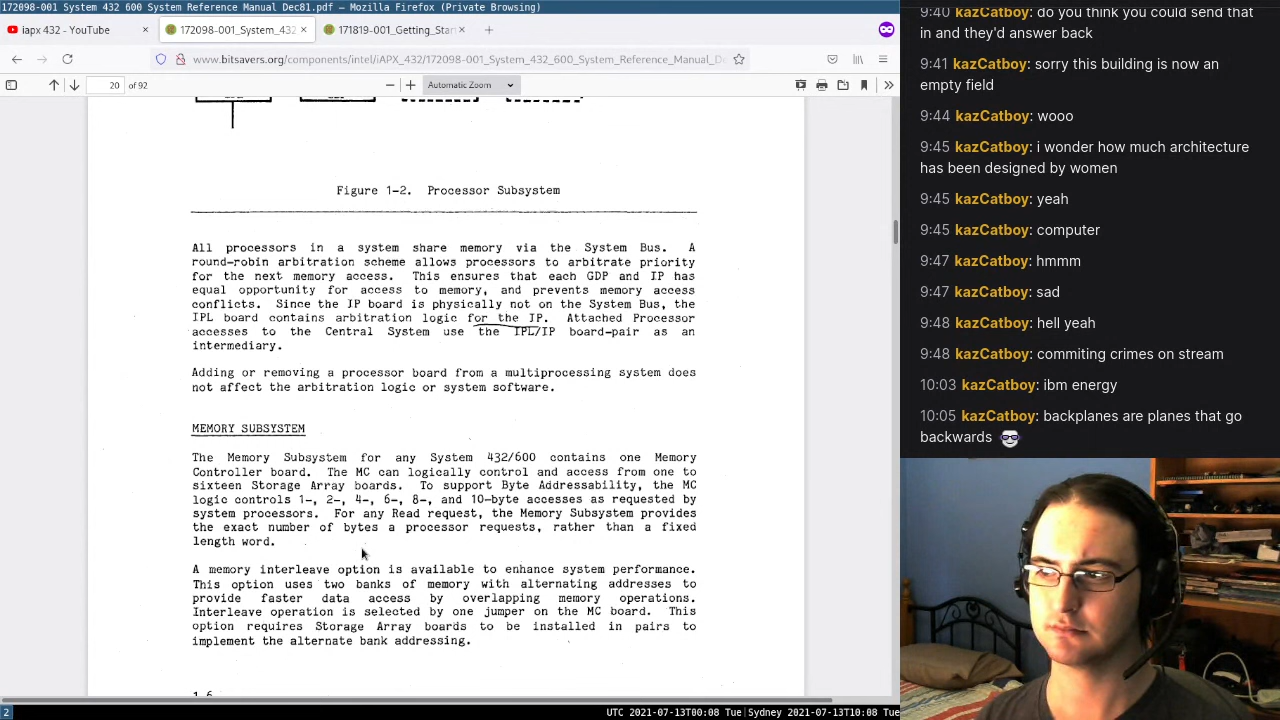 172098-001 System 432 600 System Reference Manual Dec81.pdf — Mozilla Firefox (Private Browsing)
iapx 432 - YouTube
172098-001_System_432
171819-001_Getting_Star
www.bitsavers.org/components/intel/iAPX_432/172098-001_System_432_600_System_Reference_Manual_De
20 of 92
Automatic Zoom
Figure 1-2. Processor Subsystem
All processors in a system share memory via the System Bus. A
round-robin arbitration scheme allows processors to arbitrate priority
for the next memory access. This ensures that each GDP and IP has
equal opportunity for access to memory, and prevents memory access
conflicts. Since the IP board is physically not on the System Bus, the
IPL board contains arbitration logic for the IP. Attached Processor
accesses to the Central System use the IPL/IP board-pair as an
intermediary.
Adding or removing a processor board from a multiprocessing system does
not affect the arbitration logic or system software.
MEMORY SUBSYSTEM
The Memory Subsystem for any System 432/600 contains one Memory
Controller board. The MC can logically control and access from one to
sixteen Storage Array boards. To support Byte Addressability, the MC
logic controls 1-, 2-, 4-, 6-, 8-, and 10-byte accesses as requested by
system processors. For any Read request, the Memory Subsystem provides
the exact number of bytes a processor requests, rather than a fixed
length word.
A memory interleave option is available to enhance system performance.
This option uses two banks of memory with alternating addresses to
provide faster data access by overlapping memory operations.
Interleave operation is selected by one jumper on the MC board. This
option requires Storage Array boards to be installed in pairs to
implement the alternate bank addressing.
1-6
2
UTC 2021-07-13T00:08 Tue|Sydney 2021-07-13T10:08 Tue
9:40 kazCatboy: do you think you could send that
in and they'd answer back
9:41 kazCatboy: sorry this building is now an
empty field
9:44 kazCatboy: wooo
9:45 kazCatboy: i wonder how much architecture
has been designed by women
9:45 kazCatboy: yeah
9:45 kazCatboy: computer
9:47 kazCatboy: hmmm
9:47 kazCatboy: sad
9:48 kazCatboy: hell yeah
9:48 kazCatboy: commiting crimes on stream
10:03 kazCatboy: ibm energy
10:05 kazCatboy: backplanes are planes that go
backwards